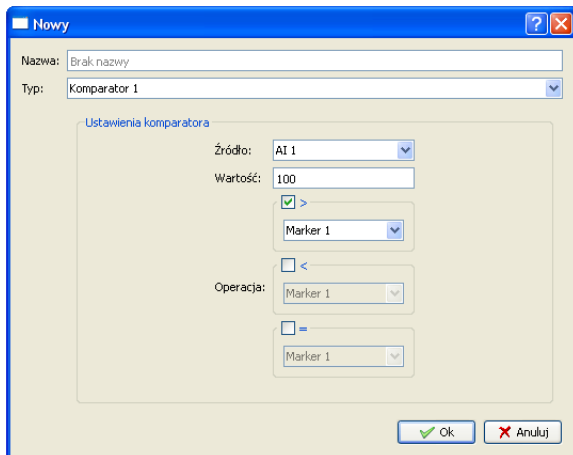 Nowy
Nazwa: Brak nazwy
Typ: Komparator 1
Ustawienia komparatora
Źródło: AI 1
Wartość: 100
>
Marker 1
<
Operacja: Marker 1
=
Marker 1
Ok Anuluj